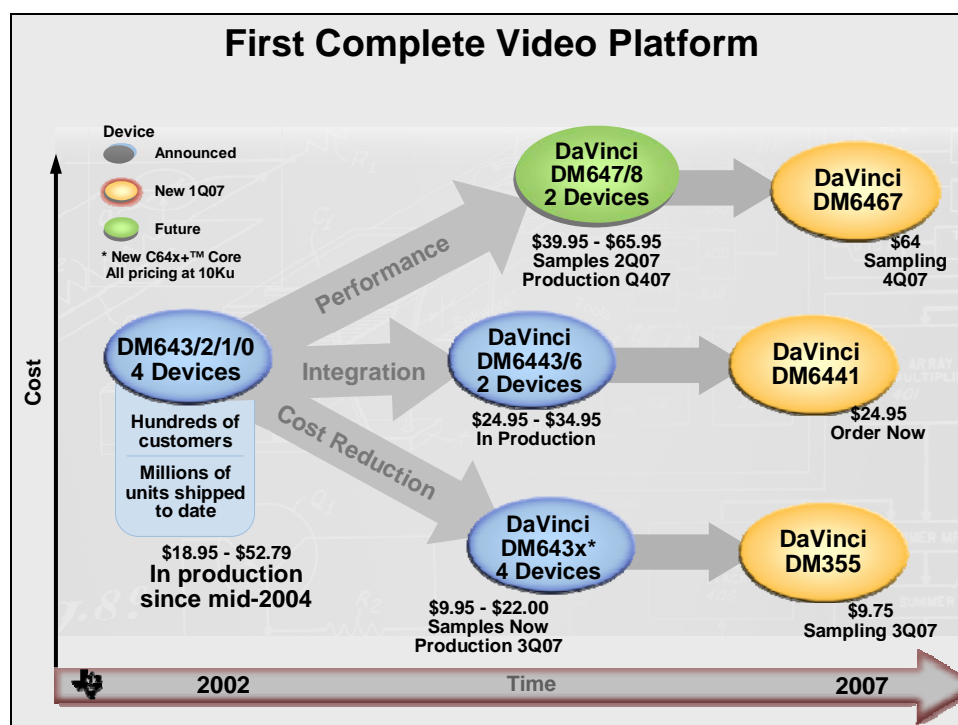 First Complete Video Platform
Device
Announced
New 1Q07
Future
* New C64x+™ Core
All pricing at 10Ku
Cost
DM643/2/1/0
4 Devices
Hundreds of
customers
Millions of
units shipped
to date
$18.95 - $52.79
In production
since mid-2004
Performance
Integration
Cost Reduction
DaVinci
DM647/8
2 Devices
$39.95 - $65.95
Samples 2Q07
Production Q407
DaVinci
DM6467
$64
Sampling
4Q07
DaVinci
DM6443/6
2 Devices
$24.95 - $34.95
In Production
DaVinci
DM6441
$24.95
Order Now
DaVinci
DM643x*
4 Devices
$9.95 - $22.00
Samples Now
Production 3Q07
DaVinci
DM355
$9.75
Sampling 3Q07
2002
Time
2007